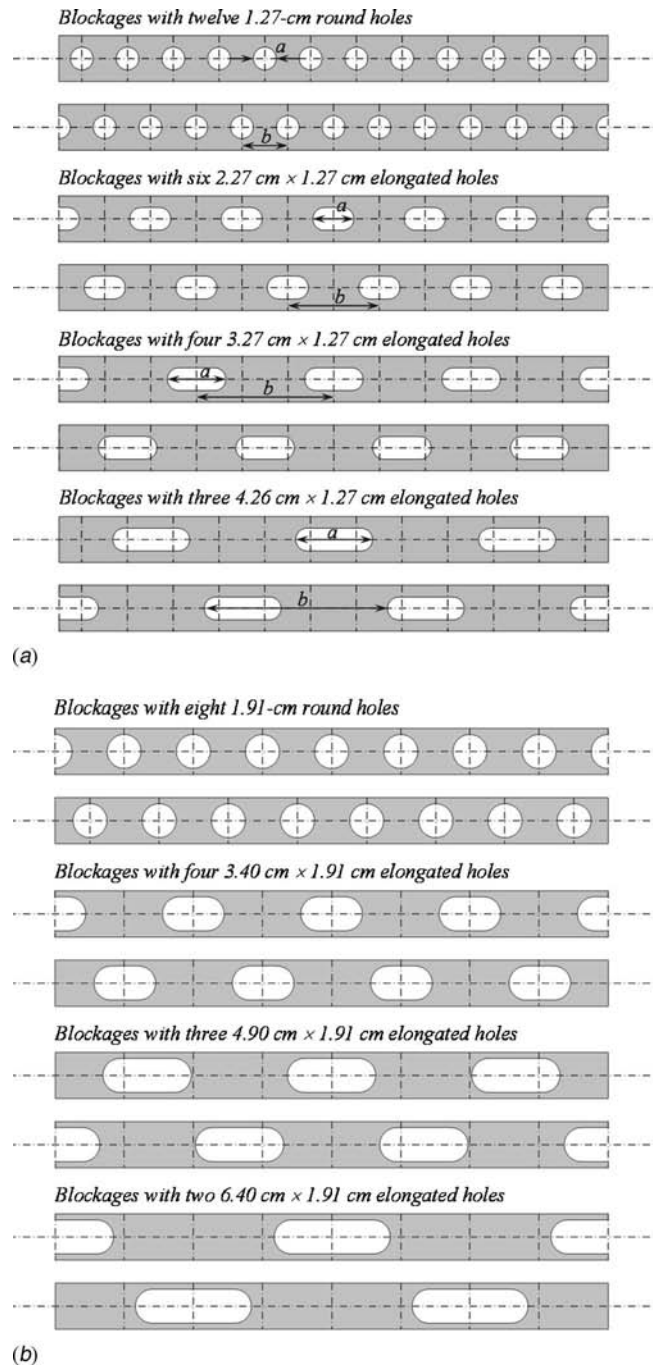 Blockages with twelve 1.27-cm round holes
a
b
Blockages with six 2.27 cm × 1.27 cm elongated holes
a
b
Blockages with four 3.27 cm × 1.27 cm elongated holes
a
b
Blockages with three 4.26 cm × 1.27 cm elongated holes
a
b
(a)
Blockages with eight 1.91-cm round holes
Blockages with four 3.40 cm × 1.91 cm elongated holes
Blockages with three 4.90 cm × 1.91 cm elongated holes
Blockages with two 6.40 cm × 1.91 cm elongated holes
(b)